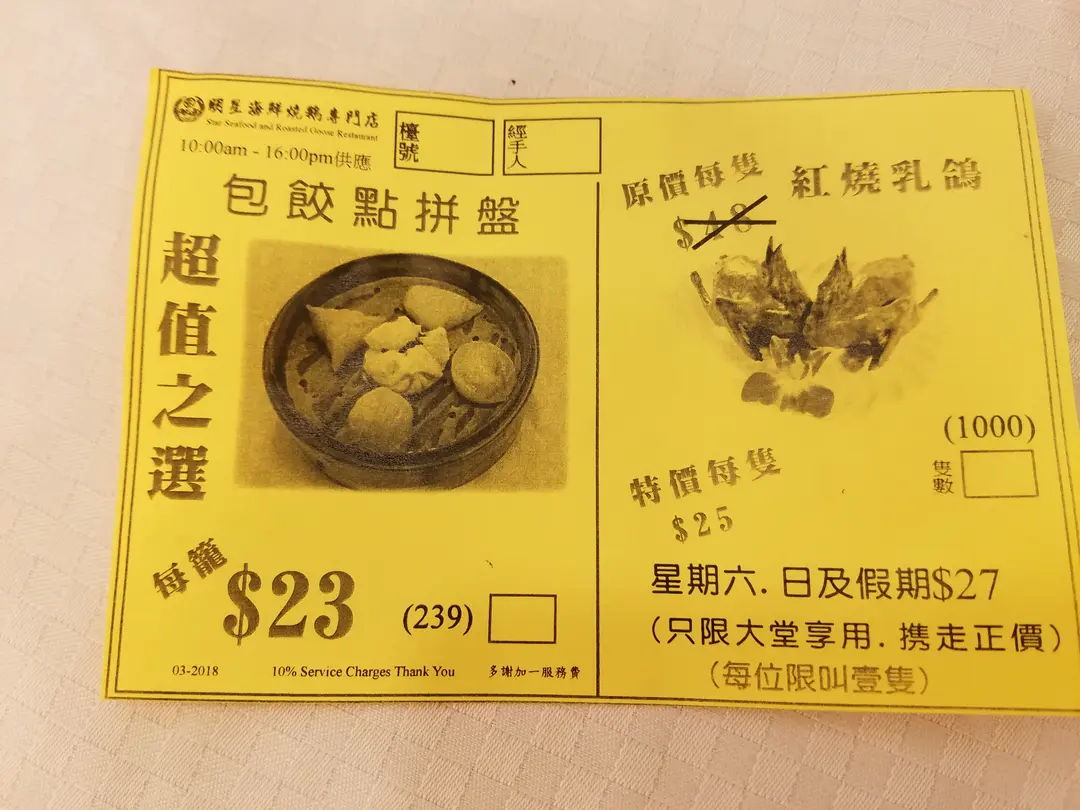 明星海鮮燒鵝專門店
Star Seafood and Roasted Goose Restaurant
10:00am - 16:00pm供應
檯號
經手人
包餃點拼盤
超值之選
每籠
$23
(239)
03-2018
10% Service Charges Thank You
多謝加一服務費
原價每隻
$48
紅燒乳鴿
(1000)
隻數
特價每隻
$25
星期六.日及假期$27
(只限大堂享用.携走正價)
(每位限叫壹隻)